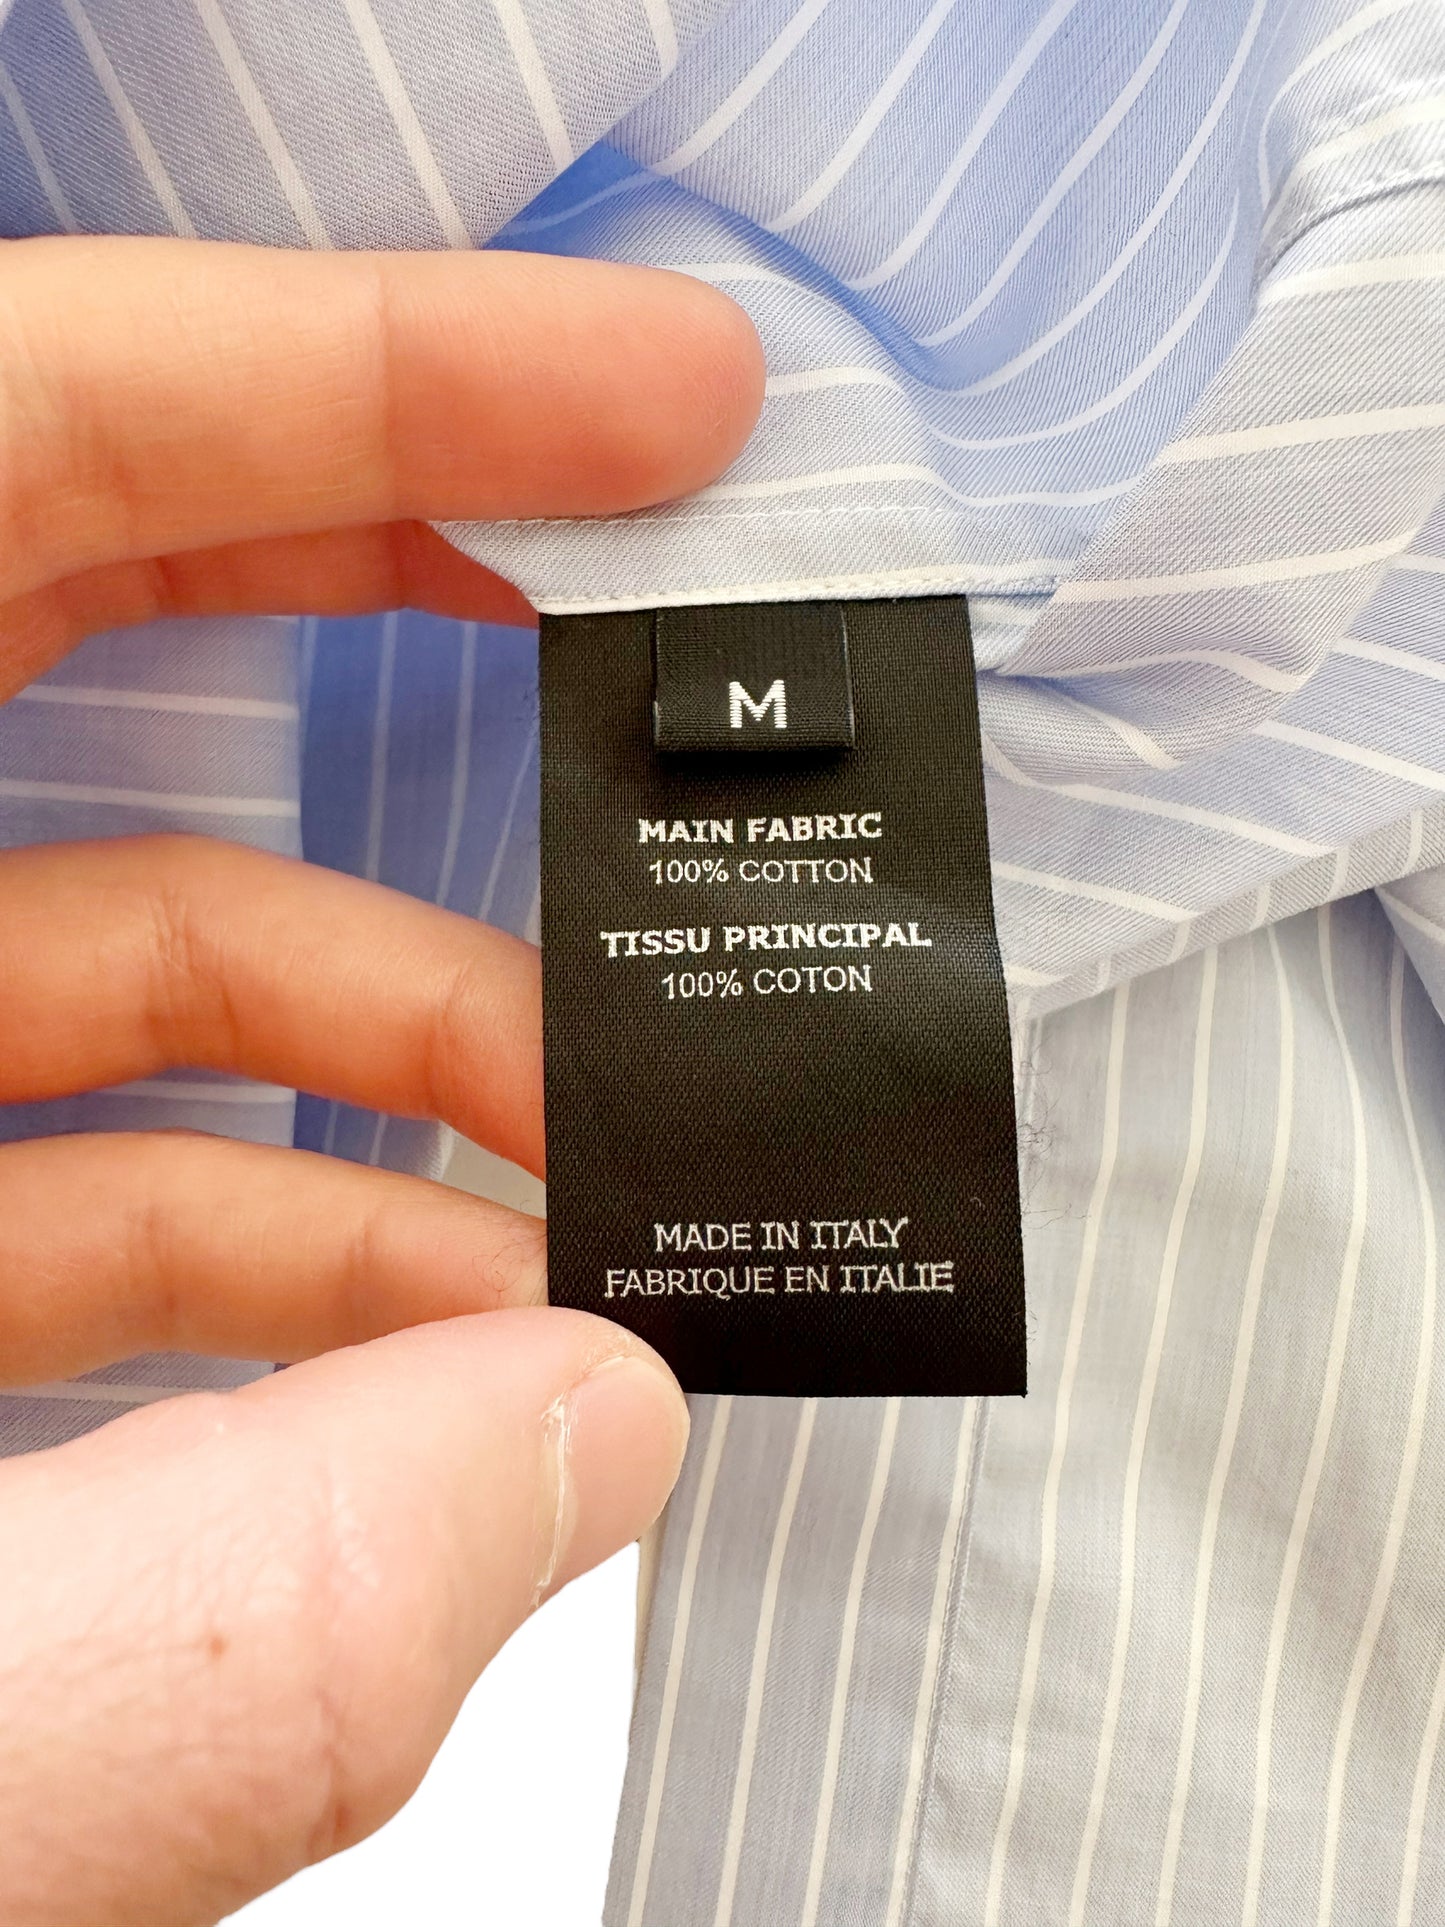 M
MAIN FABRIC
100% COTTON
TISSU PRINCIPAL
100% COTON
MADE IN ITALY
FABRIQUE EN ITALIE